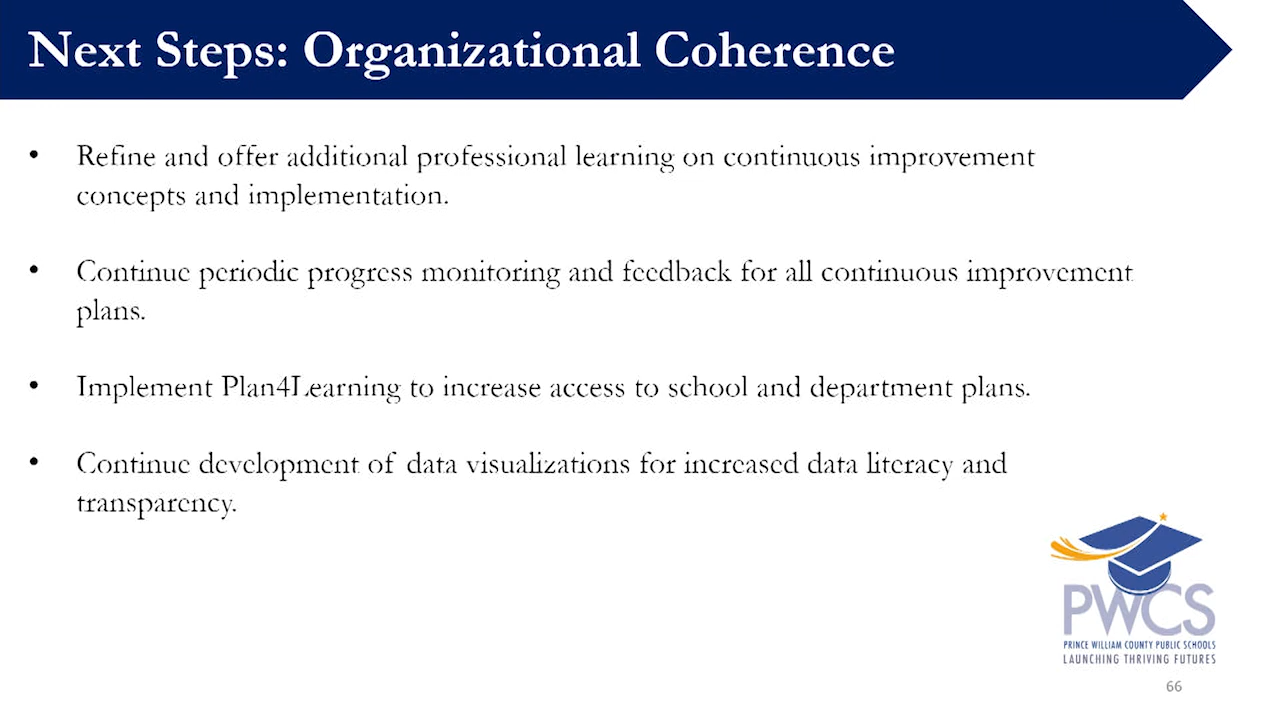 Next Steps: Organizational Coherence
• Refine and offer additional professional learning on continuous improvement
concepts and implementation.
• Continue periodic progress monitoring and feedback for all continuous improvement
plans.
• Implement Plan4Learning to increase access to school and department plans.
• Continue development of data visualizations for increased data literacy and
transparency.
PWCS
PRINCE WILLIAM COUNTY PUBLIC SCHOOLS
LAUNCHING THRIVING FUTURES
66